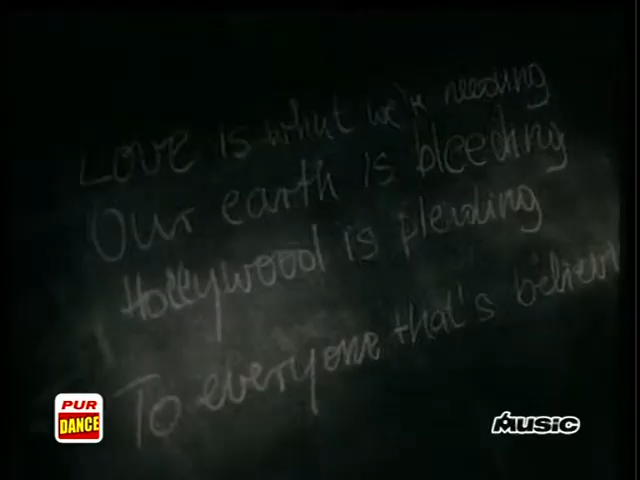 Love is what we're needing
Our earth is bleeding
Hollywood is pleading
To everyone that's believin
PUR
DANCE
MUSIC